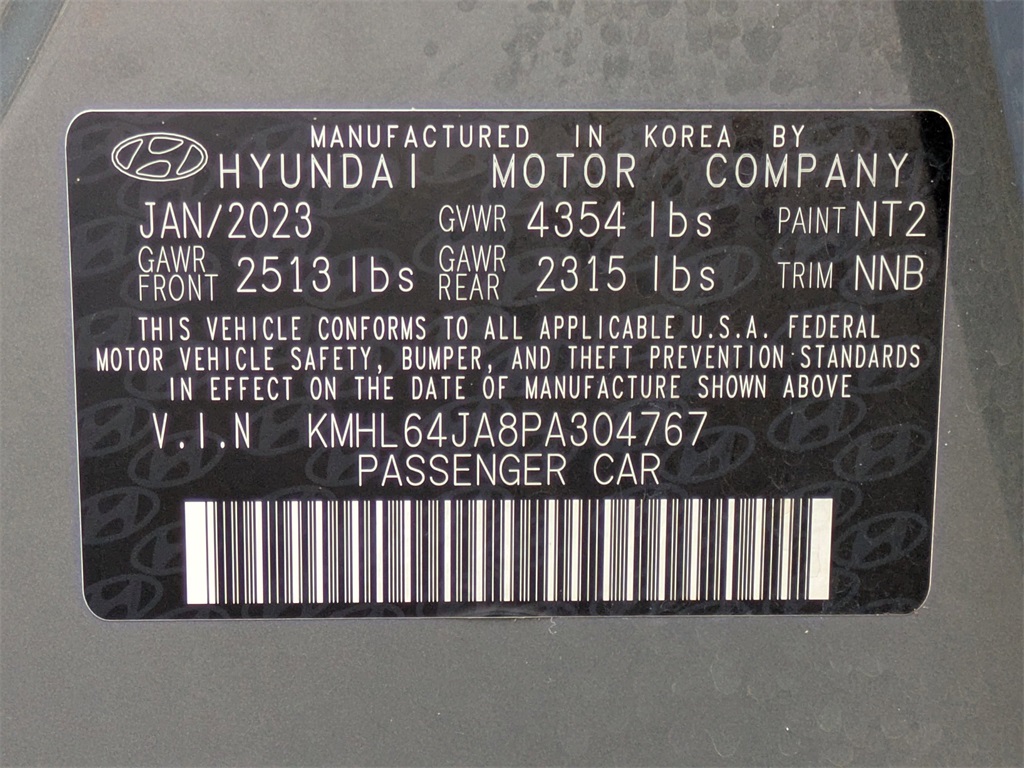 MANUFACTURED IN KOREA BY
HYUNDAI MOTOR COMPANY
JAN/2023 GVWR 4354 lbs PAINT NT2
GAWR FRONT 2513 lbs GAWR REAR 2315 lbs TRIM NNB
THIS VEHICLE CONFORMS TO ALL APPLICABLE U.S.A. FEDERAL
MOTOR VEHICLE SAFETY, BUMPER, AND THEFT PREVENTION STANDARDS
IN EFFECT ON THE DATE OF MANUFACTURE SHOWN ABOVE
V.I.N KMHL64JA8PA304767
PASSENGER CAR